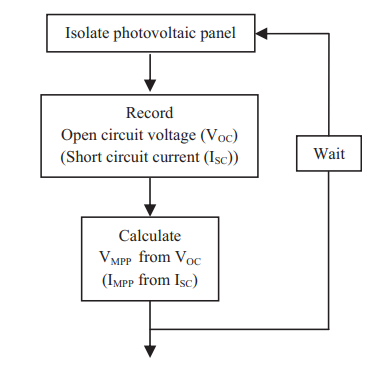 Isolate photovoltaic panel
Record
Open circuit voltage (VOC)
(Short circuit current (ISC))
Wait
Calculate
VMPP from VOC
(IMPP from ISC)